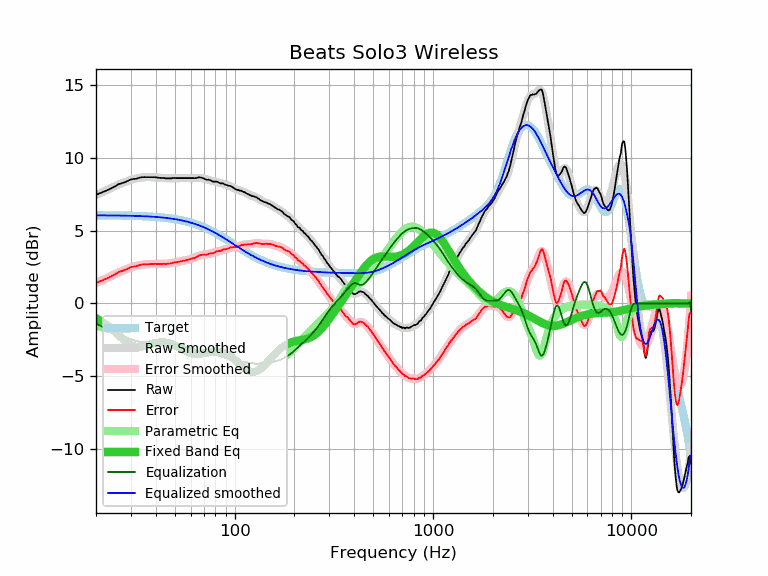 Beats Solo3 Wireless
15
10
5
0
−5
−10
Amplitude (dBr)
Target
Raw Smoothed
Error Smoothed
Raw
Error
Parametric Eq
Fixed Band Eq
Equalization
Equalized smoothed
100
1000
10000
Frequency (Hz)